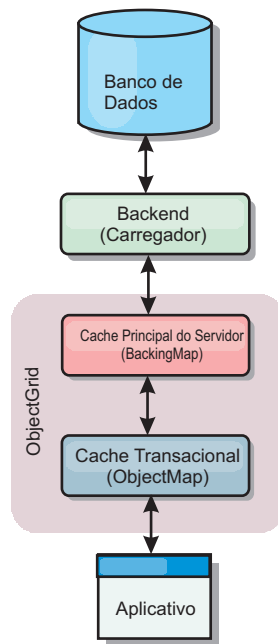 Banco de
Dados
Backend
(Carregador)
ObjectGrid
Cache Principal do Servidor
(BackingMap)
Cache Transacional
(ObjectMap)
Aplicativo